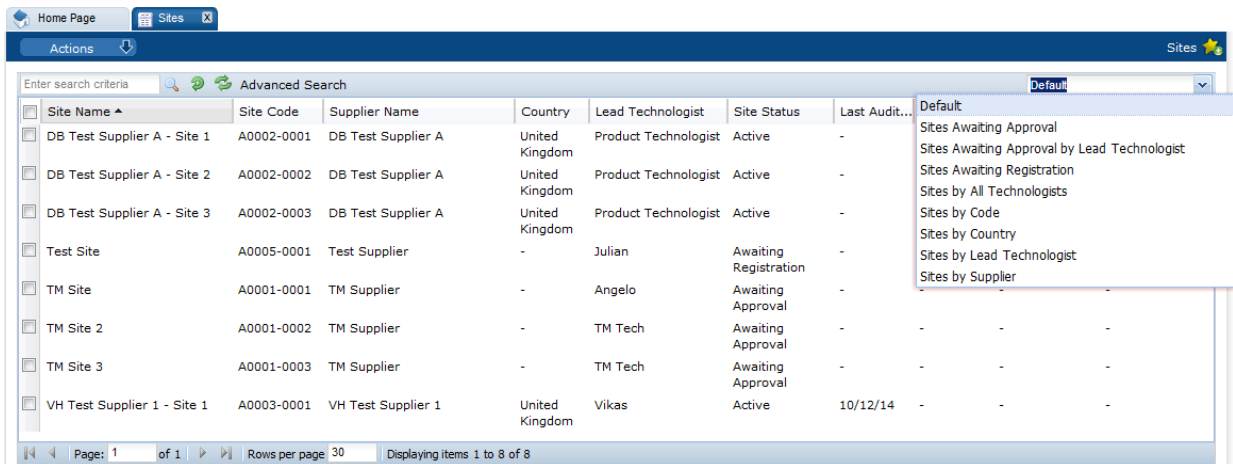 Home Page Sites
Actions Sites
Enter search criteria Advanced Search Default
Site Name Site Code Supplier Name Country Lead Technologist Site Status Last Audit...
Default
Sites Awaiting Approval
Sites Awaiting Approval by Lead Technologist
Sites Awaiting Registration
Sites by All Technologists
Sites by Code
Sites by Country
Sites by Lead Technologist
Sites by Supplier
DB Test Supplier A - Site 1 A0002-0001 DB Test Supplier A United Product Technologist Active -
Kingdom
DB Test Supplier A - Site 2 A0002-0002 DB Test Supplier A United Product Technologist Active -
Kingdom
DB Test Supplier A - Site 3 A0002-0003 DB Test Supplier A United Product Technologist Active -
Kingdom
Test Site A0005-0001 Test Supplier - Julian Awaiting -
Registration
TM Site A0001-0001 TM Supplier - Angelo Awaiting - - - -
Approval
TM Site 2 A0001-0002 TM Supplier - TM Tech Awaiting - - - -
Approval
TM Site 3 A0001-0003 TM Supplier - TM Tech Awaiting - - - -
Approval
VH Test Supplier 1 - Site 1 A0003-0001 VH Test Supplier 1 United Vikas Active 10/12/14 - - -
Kingdom
Page: 1 of 1 Rows per page 30 Displaying items 1 to 8 of 8